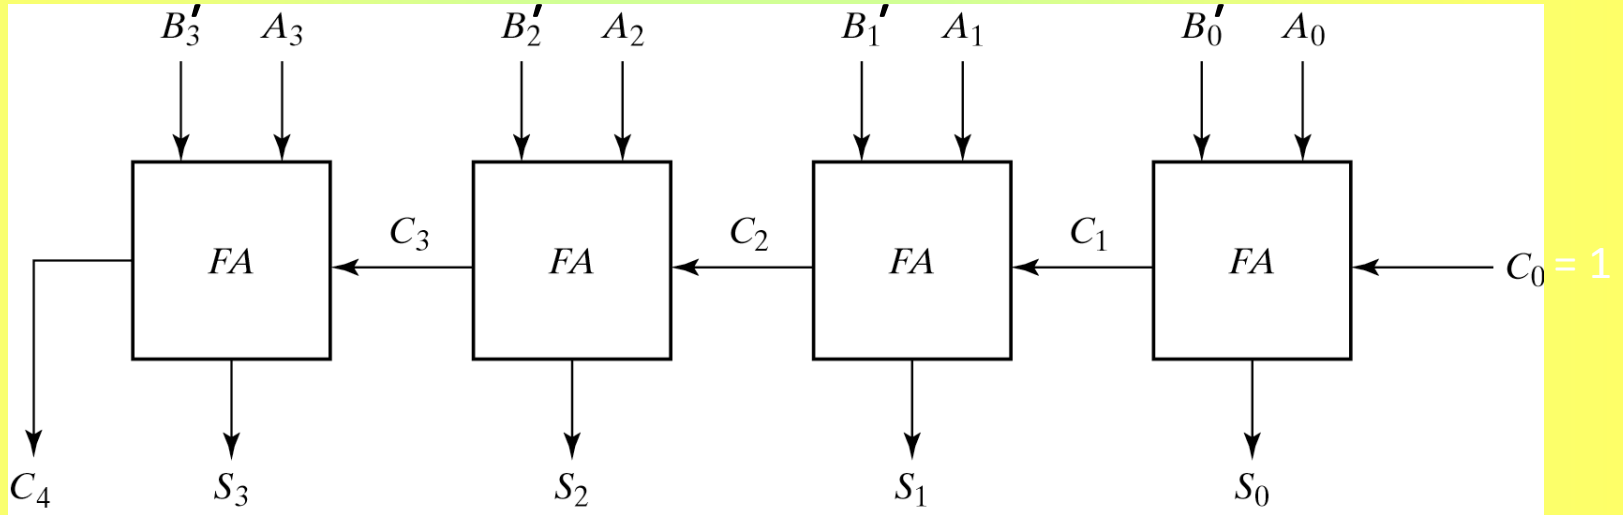 B₃′ A₃ B₂′ A₂ B₁′ A₁ B₀′ A₀
FA C₃ FA C₂ FA C₁ FA C₀ = 1
C₄ S₃ S₂ S₁ S₀